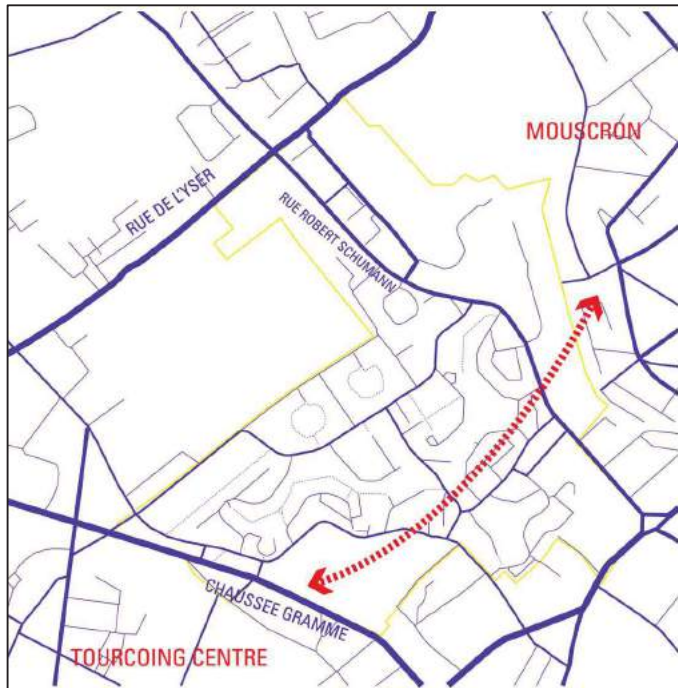 MOUSCRON
RUE DE L'YSER
RUE ROBERT SCHUMANN
CHAUSSEE GRAMME
TOURCOING CENTRE